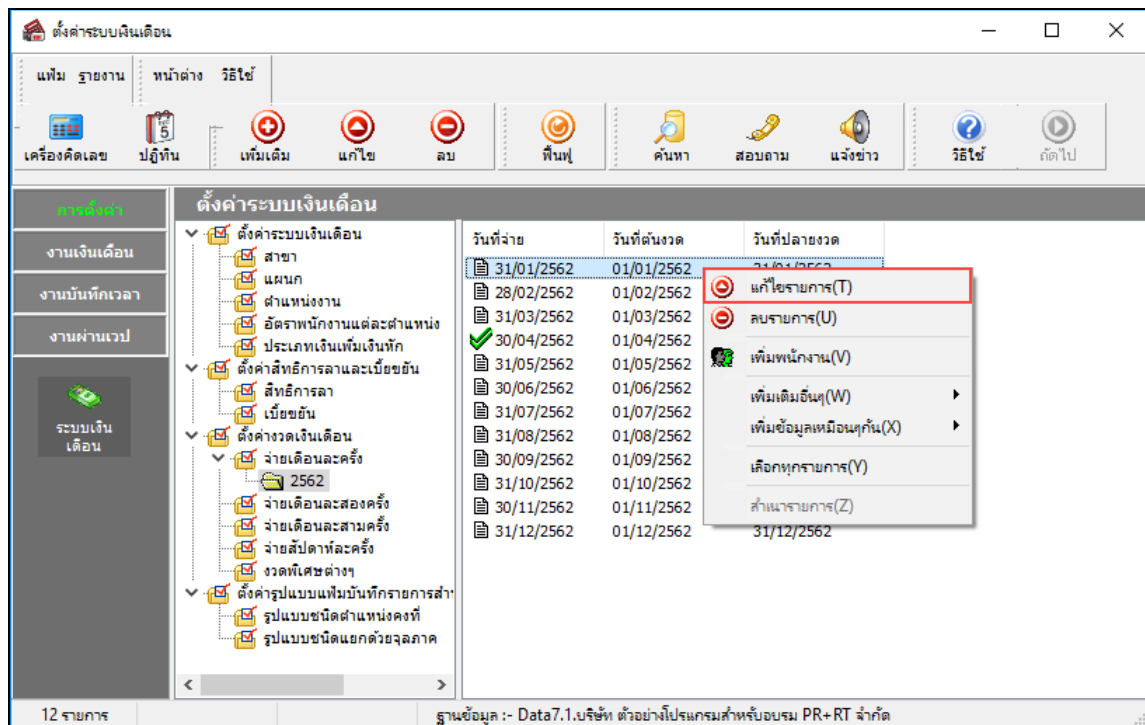 ตั้งค่าระบบเงินเดือน
แฟ้ม รายงาน หน้าต่าง วิธีใช้
เครื่องคิดเลข ปฏิทิน เพิ่มเติม แก้ไข ลบ ฟื้นฟู ค้นหา สอบถาม แจ้งข่าว วิธีใช้ ถัดไป
การตั้งค่า
งานเงินเดือน
งานบันทึกเวลา
งานผ่านเวป
ระบบเงิน
เดือน
ตั้งค่าระบบเงินเดือน
ตั้งค่าระบบเงินเดือน
สาขา
แผนก
ตำแหน่งงาน
อัตราพนักงานแต่ละตำแหน่ง
ประเภทเงินเพิ่มเงินหัก
ตั้งค่าสิทธิการลาและเบี้ยขยัน
สิทธิการลา
เบี้ยขยัน
ตั้งค่างวดเงินเดือน
จ่ายเดือนละครั้ง
2562
จ่ายเดือนละสองครั้ง
จ่ายเดือนละสามครั้ง
จ่ายสัปดาห์ละครั้ง
งวดพิเศษต่างๆ
ตั้งค่ารูปแบบแฟ้มบันทึกรายการสำ
รูปแบบชนิดตำแหน่งคงที่
รูปแบบชนิดแยกด้วยจุลภาค
วันที่จ่าย วันที่ต้นงวด วันที่ปลายงวด
31/01/2562 01/01/2562 31/01/2562
28/02/2562 01/02/2562
31/03/2562 01/03/2562
30/04/2562 01/04/2562
31/05/2562 01/05/2562
30/06/2562 01/06/2562
31/07/2562 01/07/2562
31/08/2562 01/08/2562
30/09/2562 01/09/2562
31/10/2562 01/10/2562
30/11/2562 01/11/2562
31/12/2562 01/12/2562 31/12/2562
แก้ไขรายการ(T)
ลบรายการ(U)
เพิ่มพนักงาน(V)
เพิ่มเติมอื่นๆ(W)
เพิ่มข้อมูลเหมือนๆกัน(X)
เลือกทุกรายการ(Y)
สำเนารายการ(Z)
12 รายการ ฐานข้อมูล :- Data7.1.บริษัท ตัวอย่างโปรแกรมสำหรับอบรม PR+RT จำกัด